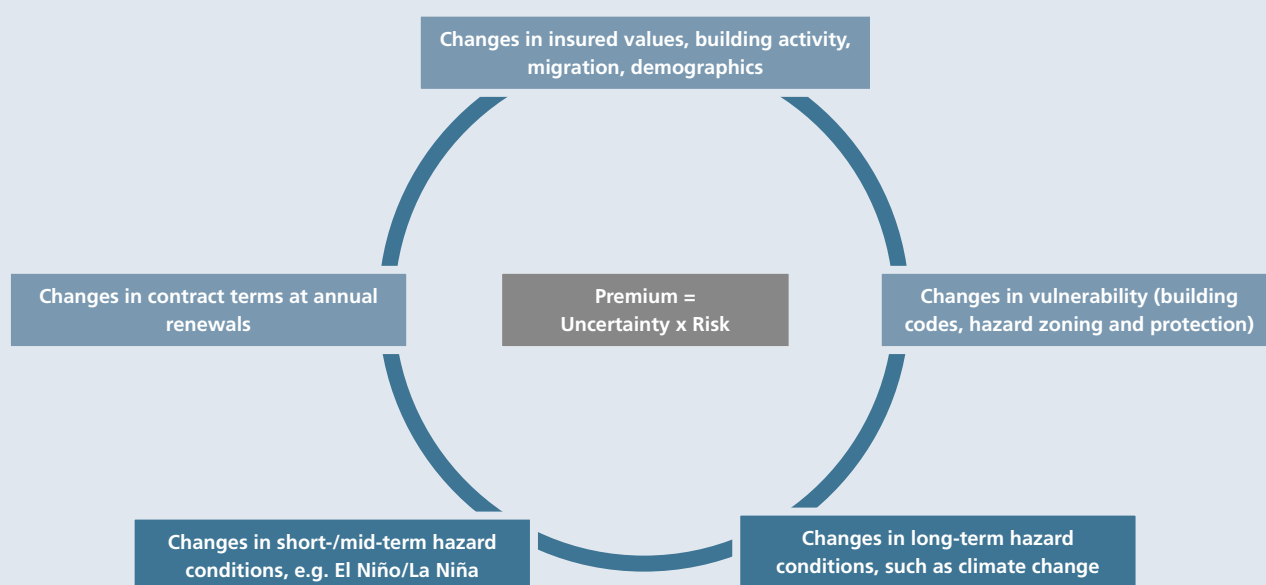 Changes in insured values, building activity,
migration, demographics
Changes in contract terms at annual
renewals
Premium =
Uncertainty x Risk
Changes in vulnerability (building
codes, hazard zoning and protection)
Changes in short-/mid-term hazard
conditions, e.g. El Niño/La Niña
Changes in long-term hazard
conditions, such as climate change